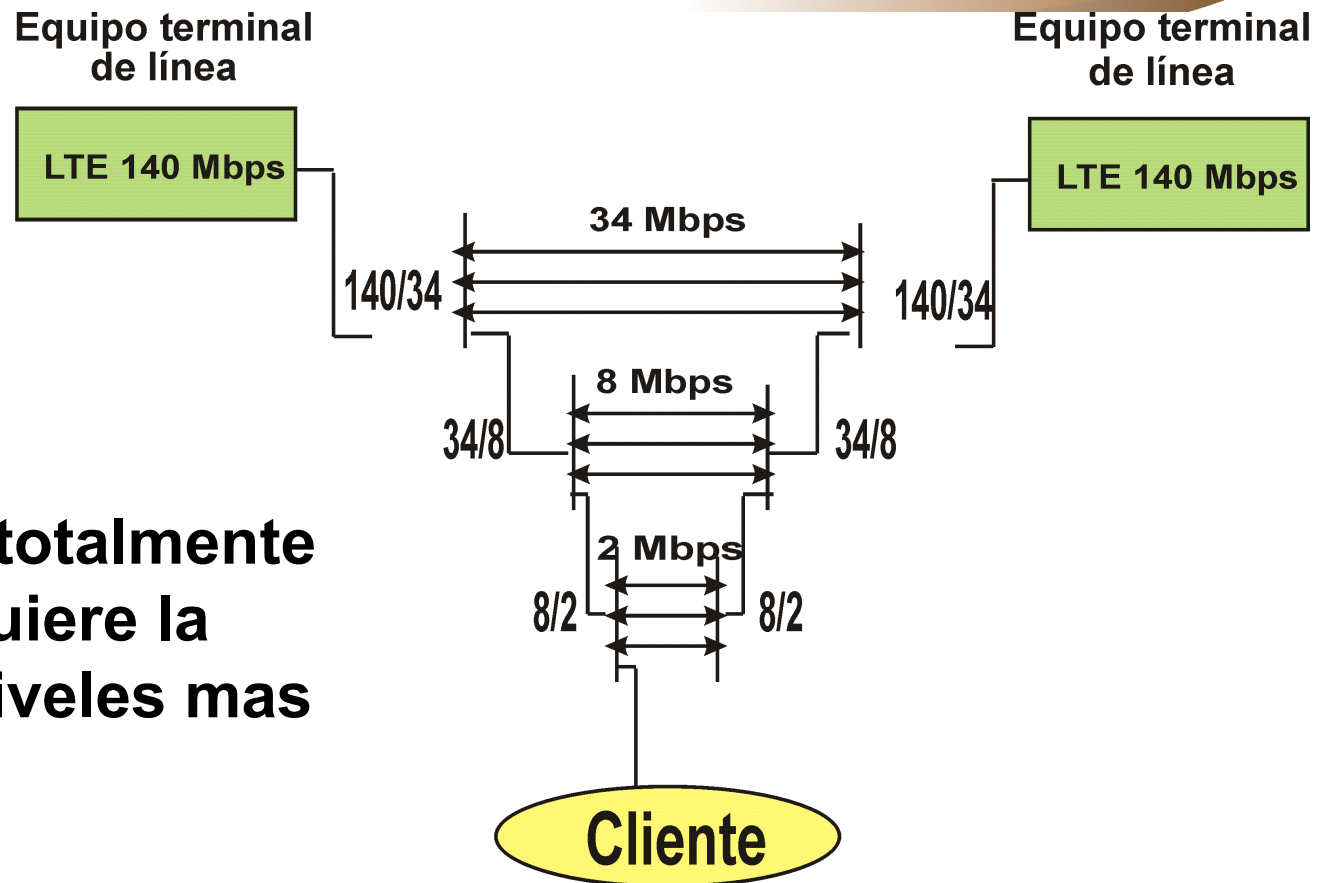 Equipo terminal
de línea
Equipo terminal
de línea
LTE 140 Mbps
LTE 140 Mbps
34 Mbps
140/34
140/34
8 Mbps
34/8
34/8
totalmente
uiere la
iveles mas
2 Mbps
8/2
8/2
Cliente